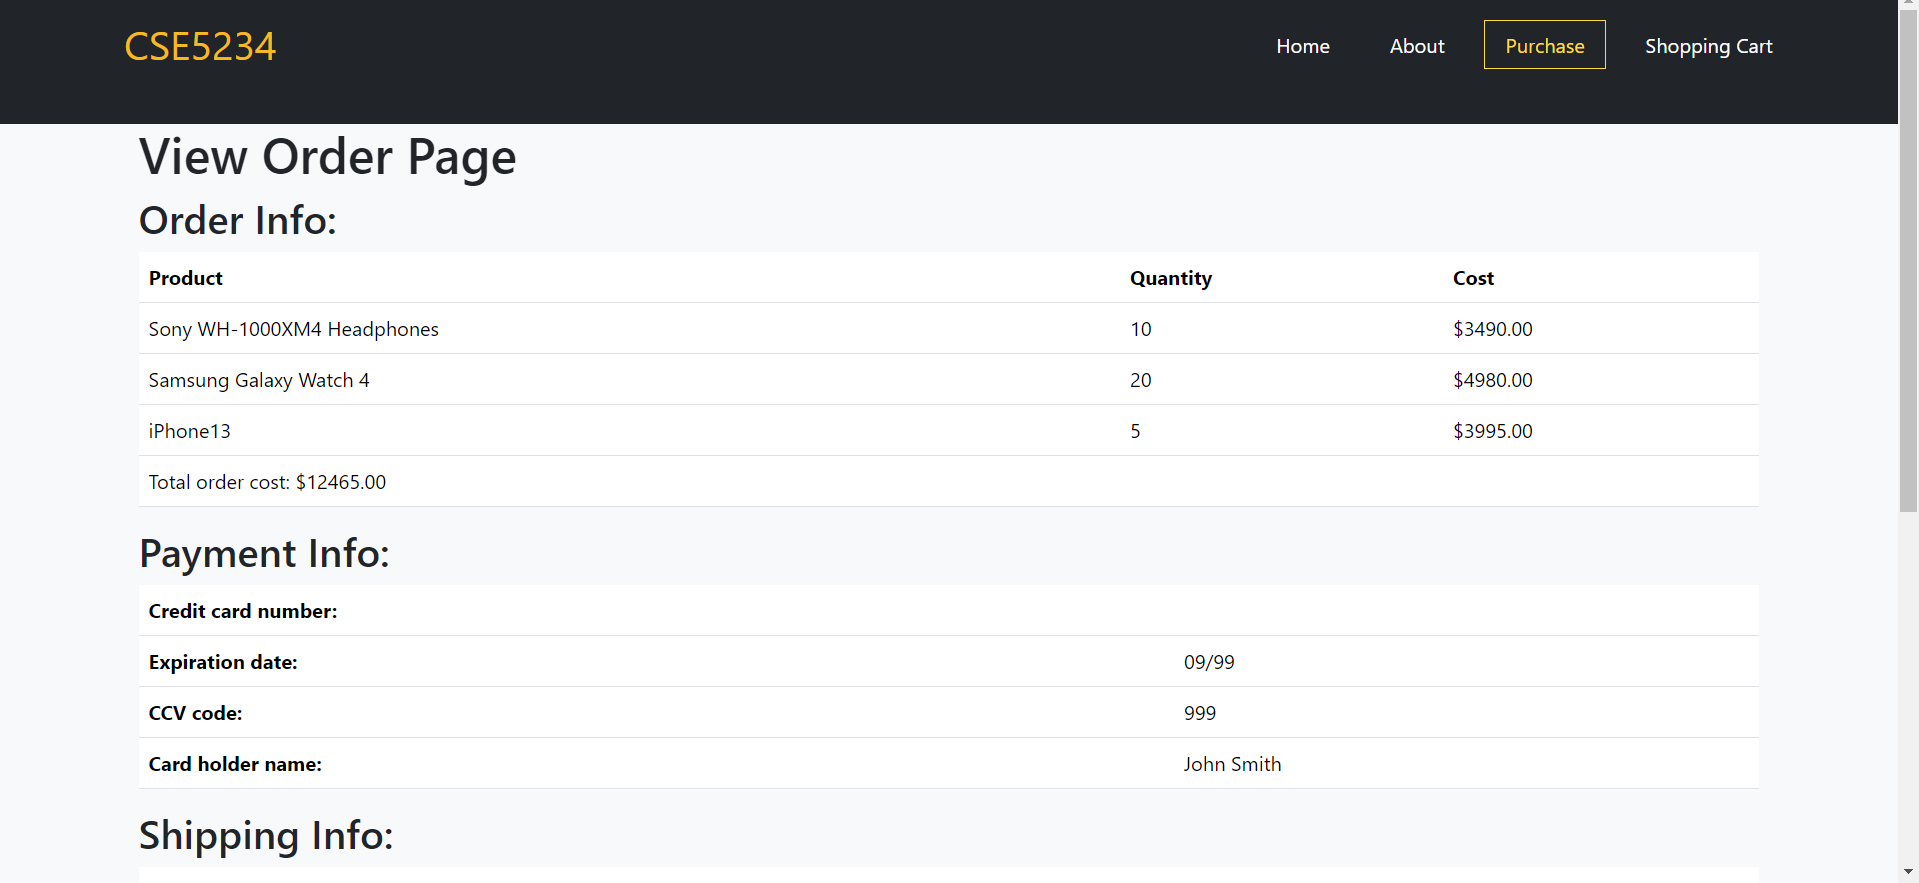 CSE5234
Home About Purchase Shopping Cart
View Order Page
Order Info:
Product Quantity Cost
Sony WH-1000XM4 Headphones 10 $3490.00
Samsung Galaxy Watch 4 20 $4980.00
iPhone13 5 $3995.00
Total order cost: $12465.00
Payment Info:
Credit card number:
Expiration date: 09/99
CCV code: 999
Card holder name: John Smith
Shipping Info: